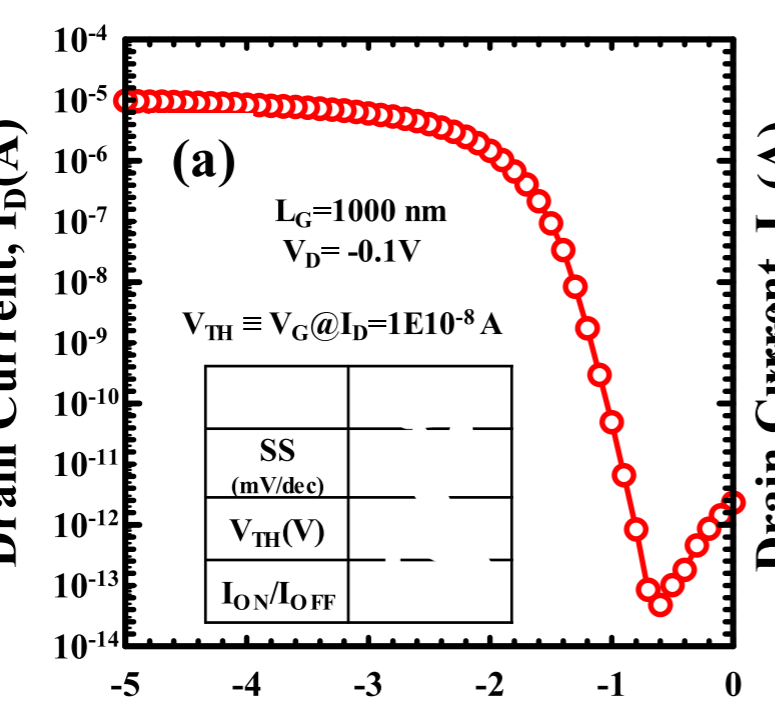 10⁻⁴
10⁻⁵
10⁻⁶
10⁻⁷
10⁻⁸
10⁻⁹
10⁻¹⁰
10⁻¹¹
10⁻¹²
10⁻¹³
10⁻¹⁴
Drain Current, I_D(A)
(a)
L_G=1000 nm
V_D= -0.1V
V_TH ≡ V_G@I_D=1E10⁻⁸ A
SS
(mV/dec)
V_TH(V)
I_ON/I_OFF
-5 -4 -3 -2 -1 0
Drain Current,